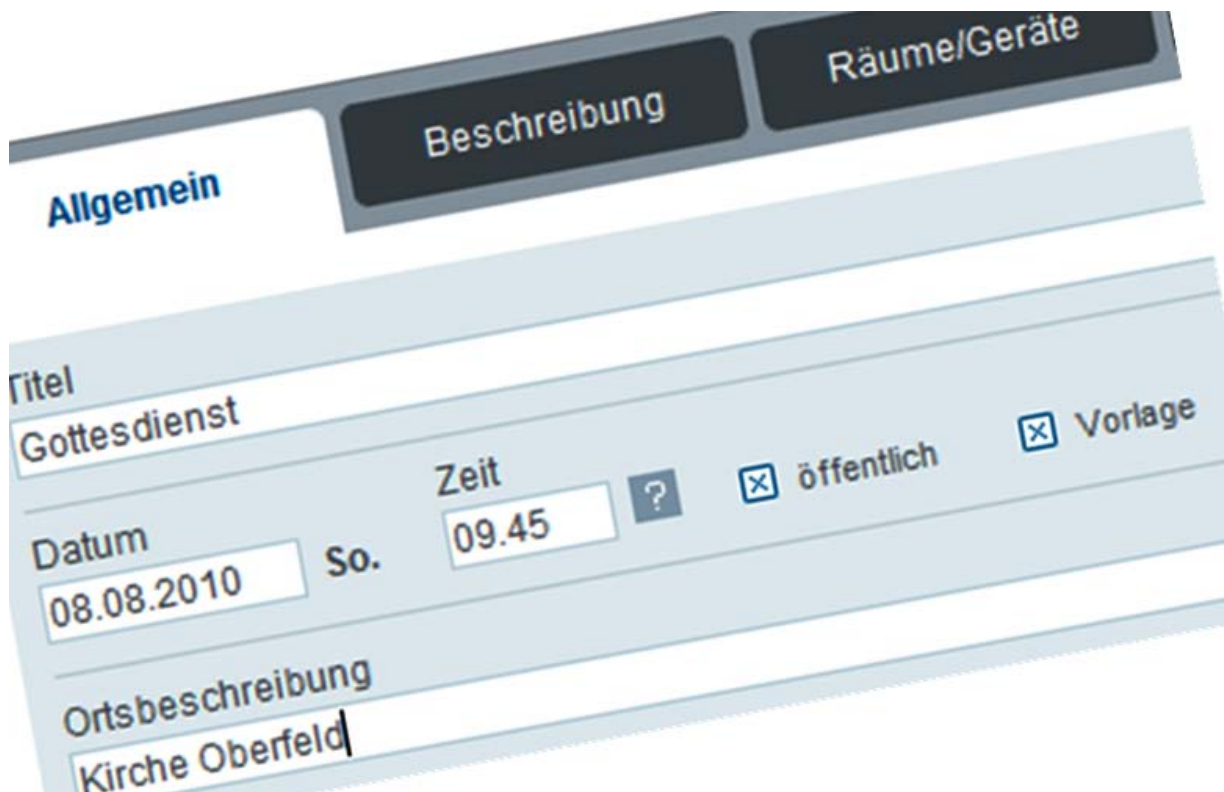 Allgemein Beschreibung Räume/Geräte
Titel
Gottesdienst
Datum Zeit
08.08.2010 So. 09.45 ? öffentlich Vorlage
Ortsbeschreibung
Kirche Oberfeld